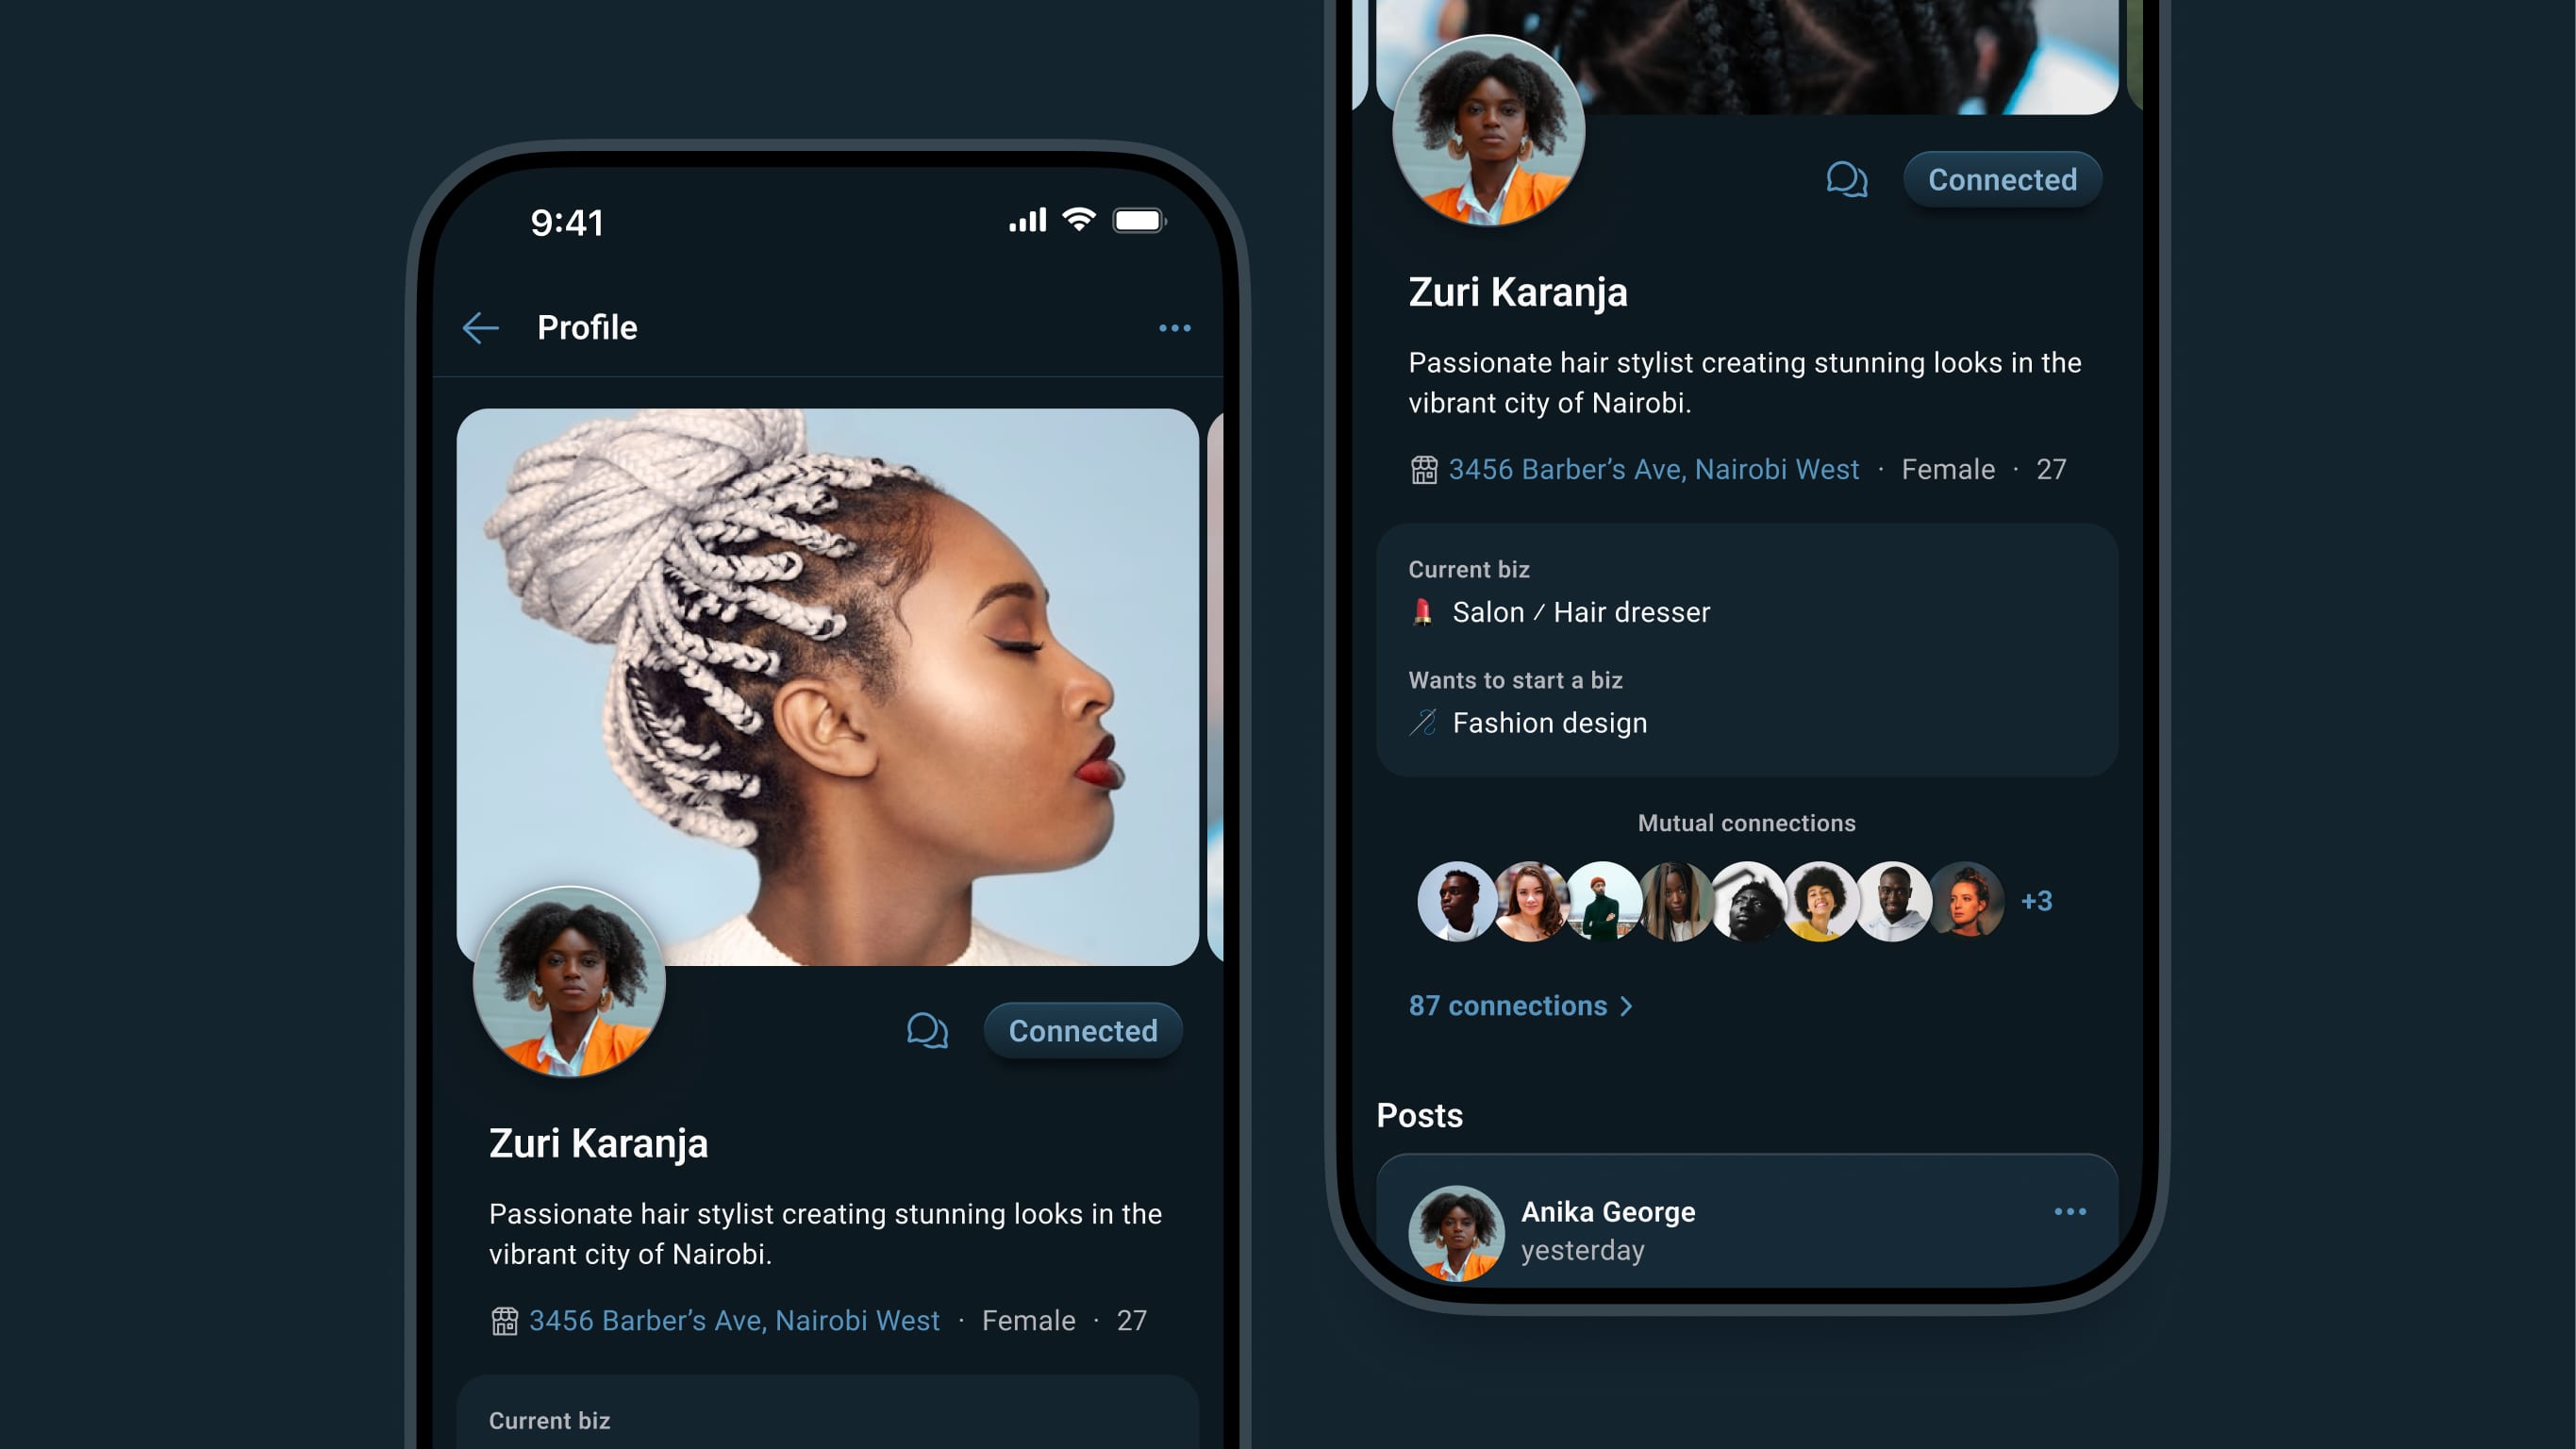 9:41
Profile
Connected
Zuri Karanja
Passionate hair stylist creating stunning looks in the
vibrant city of Nairobi.
3456 Barber’s Ave, Nairobi West · Female · 27
Current biz
Connected
Zuri Karanja
Passionate hair stylist creating stunning looks in the
vibrant city of Nairobi.
3456 Barber’s Ave, Nairobi West · Female · 27
Current biz
Salon / Hair dresser
Wants to start a biz
Fashion design
Mutual connections
+3
87 connections
Posts
Anika George
yesterday